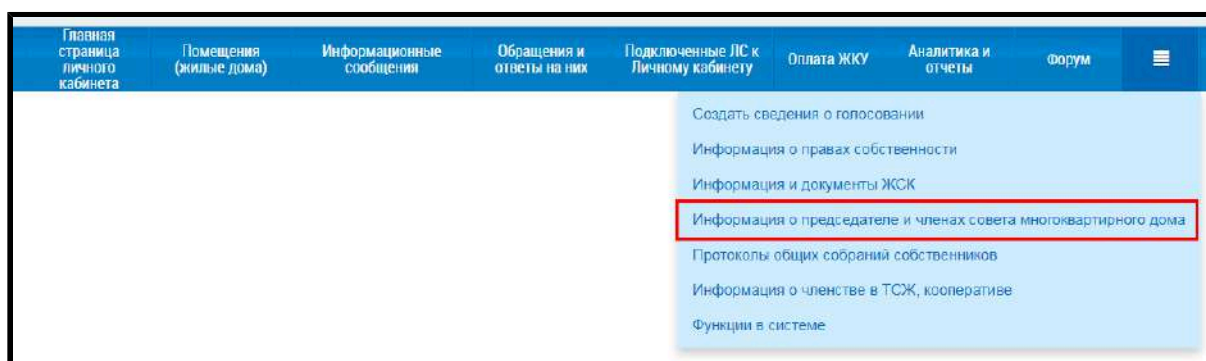 Главная
страница
личного
кабинета
Помещения
(жилые дома)
Информационные
сообщения
Обращения и
ответы на них
Подключенные ЛС к
Личному кабинету
Оплата ЖКУ
Аналитика и
отчеты
Форум
Создать сведения о голосовании
Информация о правах собственности
Информация и документы ЖСК
Информация о председателе и членах совета многоквартирного дома
Протоколы общих собраний собственников
Информация о членстве в ТСЖ, кооперативе
Функции в системе